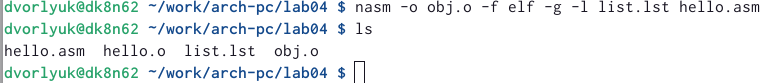 dvorlyuk@dk8n62 ~/work/arch-pc/lab04 $ nasm -o obj.o -f elf -g -l list.lst hello.asm
dvorlyuk@dk8n62 ~/work/arch-pc/lab04 $ ls
hello.asm  hello.o  list.lst  obj.o
dvorlyuk@dk8n62 ~/work/arch-pc/lab04 $